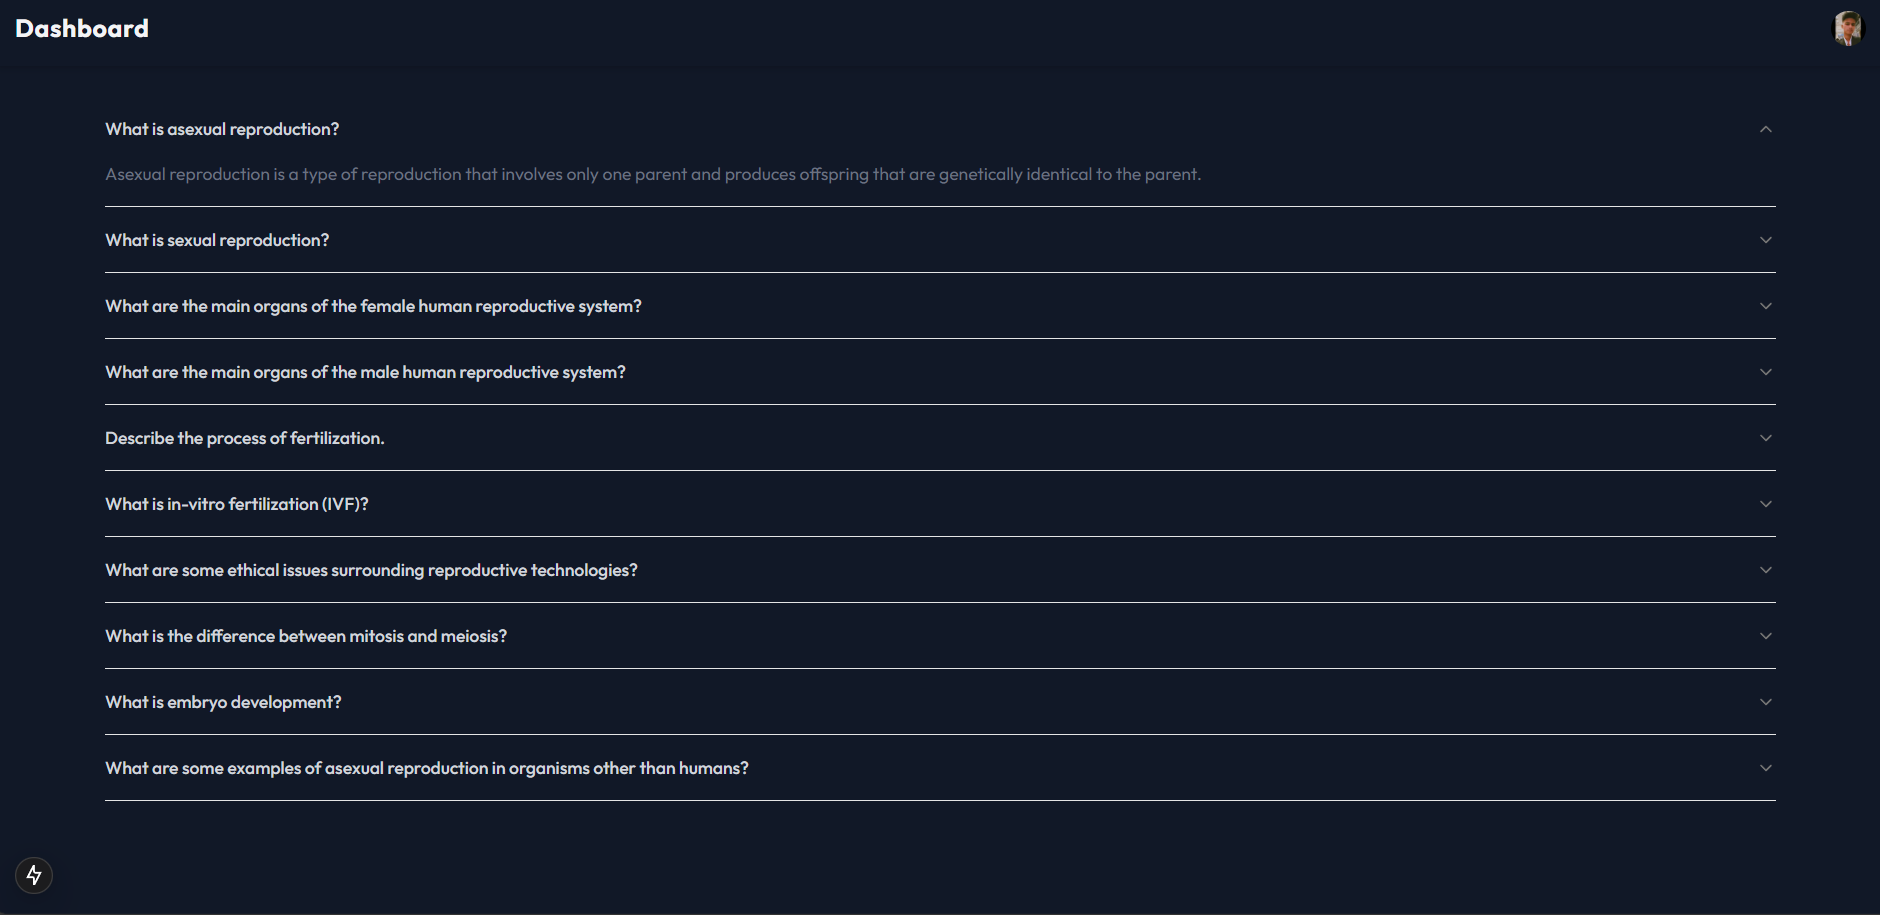 Dashboard
What is asexual reproduction?
Asexual reproduction is a type of reproduction that involves only one parent and produces offspring that are genetically identical to the parent.
What is sexual reproduction?
What are the main organs of the female human reproductive system?
What are the main organs of the male human reproductive system?
Describe the process of fertilization.
What is in-vitro fertilization (IVF)?
What are some ethical issues surrounding reproductive technologies?
What is the difference between mitosis and meiosis?
What is embryo development?
What are some examples of asexual reproduction in organisms other than humans?